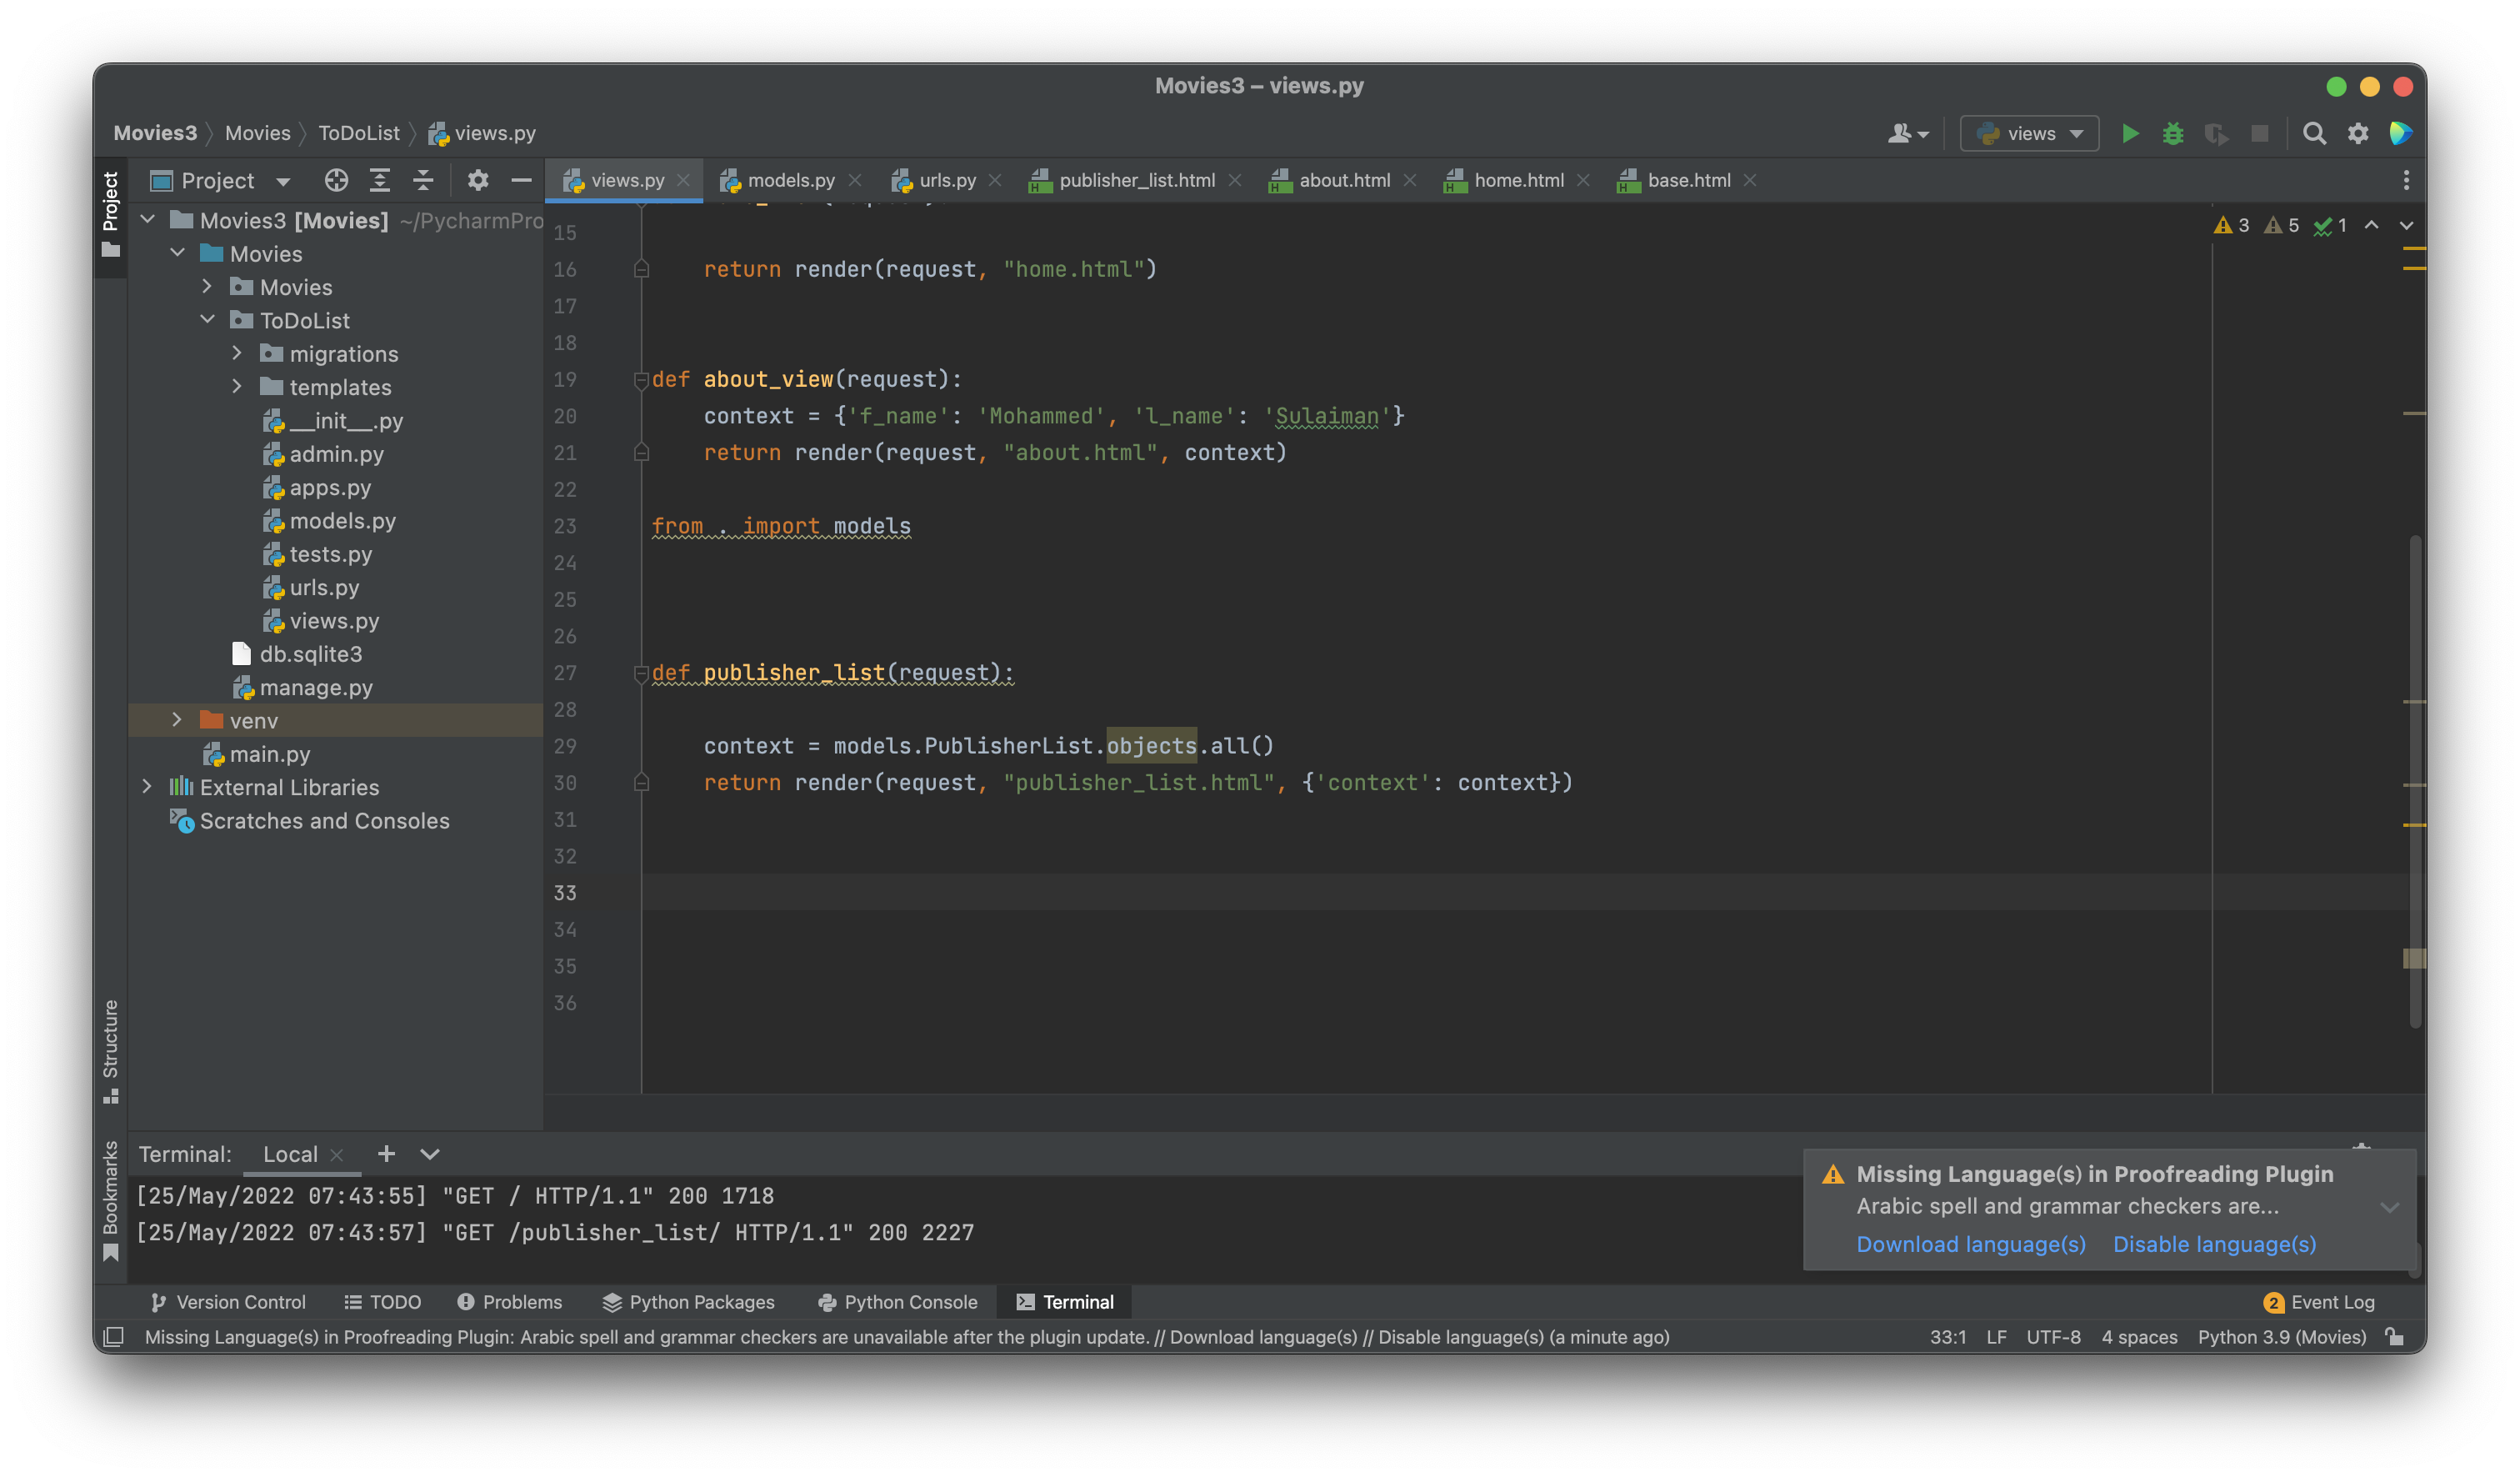 Movies3 – views.py
Movies3 Movies ToDoList views.py
views
Project
Project
views.py models.py urls.py publisher_list.html about.html home.html base.html
Movies3 [Movies] ~/PycharmPro
Movies
Movies
ToDoList
migrations
templates
__init__.py
admin.py
apps.py
models.py
tests.py
urls.py
views.py
db.sqlite3
manage.py
venv
main.py
External Libraries
Scratches and Consoles
3 5 1
15
16 return render(request, "home.html")
17
18
19 def about_view(request):
20 context = {'f_name': 'Mohammed', 'l_name': 'Sulaiman'}
21 return render(request, "about.html", context)
22
23 from . import models
24
25
26
27 def publisher_list(request):
28
29 context = models.PublisherList.objects.all()
30 return render(request, "publisher_list.html", {'context': context})
31
32
33
34
35
36
Structure
Bookmarks
Terminal: Local
[25/May/2022 07:43:55] "GET / HTTP/1.1" 200 1718
[25/May/2022 07:43:57] "GET /publisher_list/ HTTP/1.1" 200 2227
Missing Language(s) in Proofreading Plugin
Arabic spell and grammar checkers are...
Download language(s) Disable language(s)
Version Control TODO Problems Python Packages Python Console Terminal
2 Event Log
Missing Language(s) in Proofreading Plugin: Arabic spell and grammar checkers are unavailable after the plugin update. // Download language(s) // Disable language(s) (a minute ago)
33:1 LF UTF-8 4 spaces Python 3.9 (Movies)